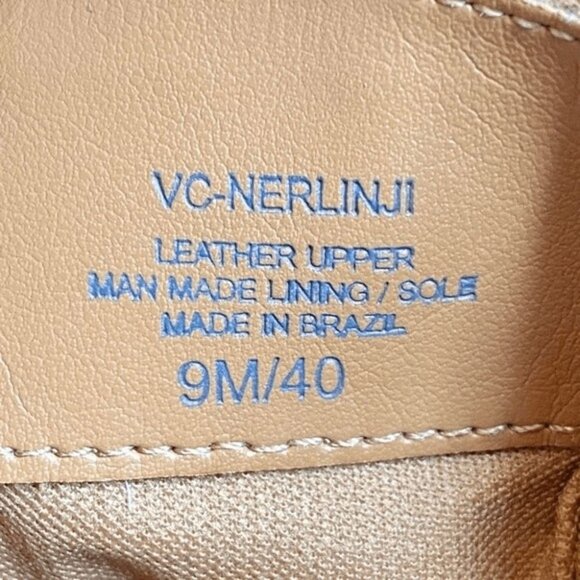 VC-NERLINJI
LEATHER UPPER
MAN MADE LINING / SOLE
MADE IN BRAZIL
9M/40